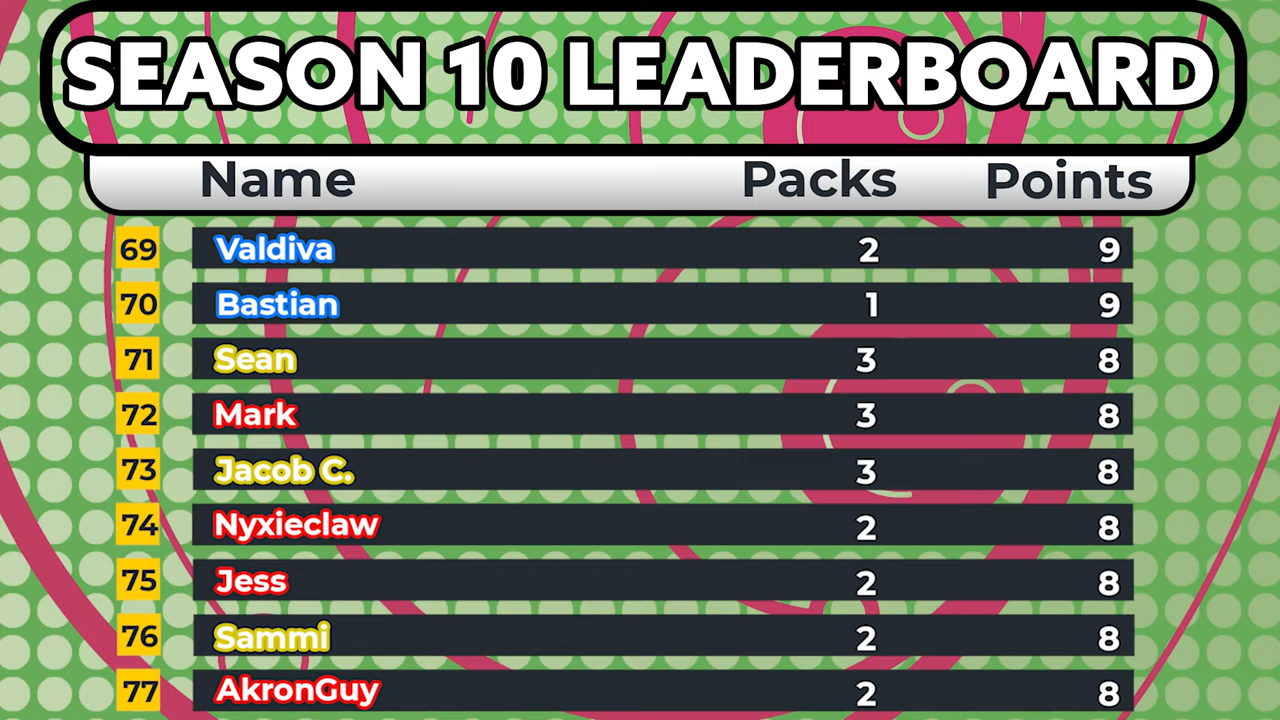 SEASON 10 LEADERBOARD
Name Packs Points
69 Valdiva 2 9
70 Bastian 1 9
71 Sean 3 8
72 Mark 3 8
73 Jacob C. 3 8
74 Nyxieclaw 2 8
75 Jess 2 8
76 Sammi 2 8
77 AkronGuy 2 8